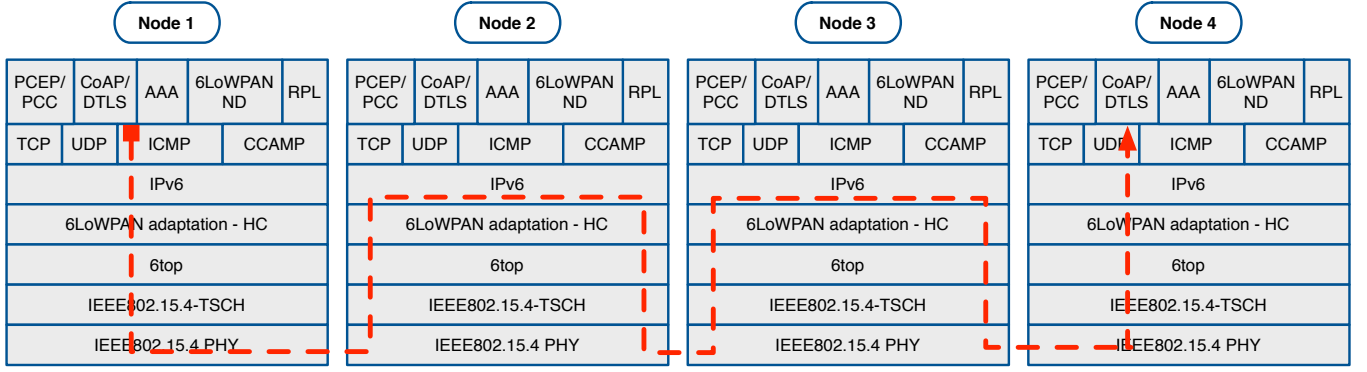 Node 1
Node 2
Node 3
Node 4
PCEP/ CoAP/ AAA 6LoWPAN RPL
PCC DTLS ND
TCP UDP ICMP CCAMP
IPv6
6LoWPAN adaptation - HC
6top
IEEE802.15.4-TSCH
IEEE802.15.4 PHY
PCEP/ CoAP/ AAA 6LoWPAN RPL
PCC DTLS ND
TCP UDP ICMP CCAMP
IPv6
6LoWPAN adaptation - HC
6top
IEEE802.15.4-TSCH
IEEE802.15.4 PHY
PCEP/ CoAP/ AAA 6LoWPAN RPL
PCC DTLS ND
TCP UDP ICMP CCAMP
IPv6
6LoWPAN adaptation - HC
6top
IEEE802.15.4-TSCH
IEEE802.15.4 PHY
PCEP/ CoAP/ AAA 6LoWPAN RPL
PCC DTLS ND
TCP UDP ICMP CCAMP
IPv6
6LoWPAN adaptation - HC
6top
IEEE802.15.4-TSCH
IEEE802.15.4 PHY